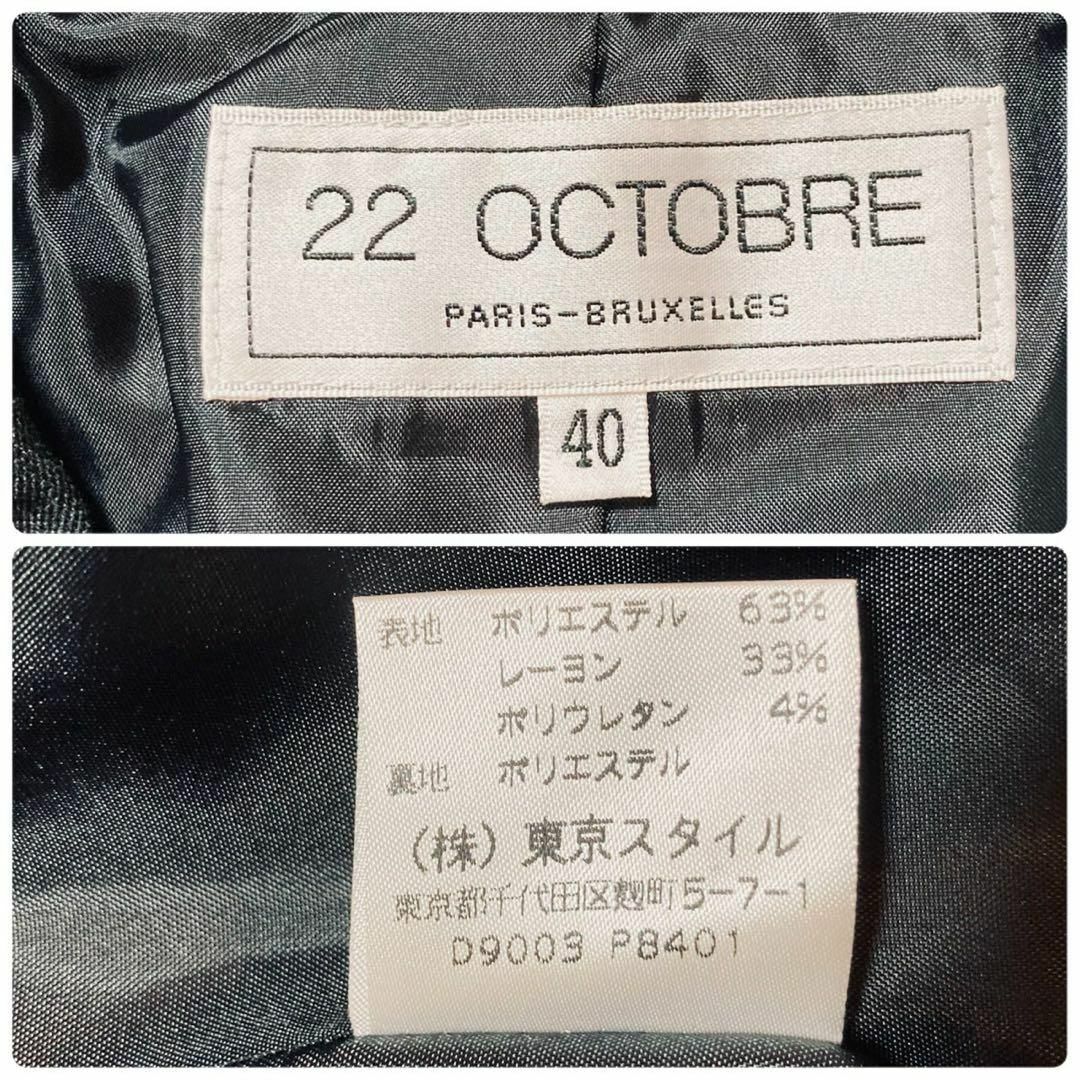 22 OCTOBRE
PARIS-BRUXELLES
40
表地 ポリエステル 63%
レーヨン 33%
ポリウレタン 4%
裏地 ポリエステル
(株)東京スタイル
東京都千代田区麴町5-7-1
D9003 P8401